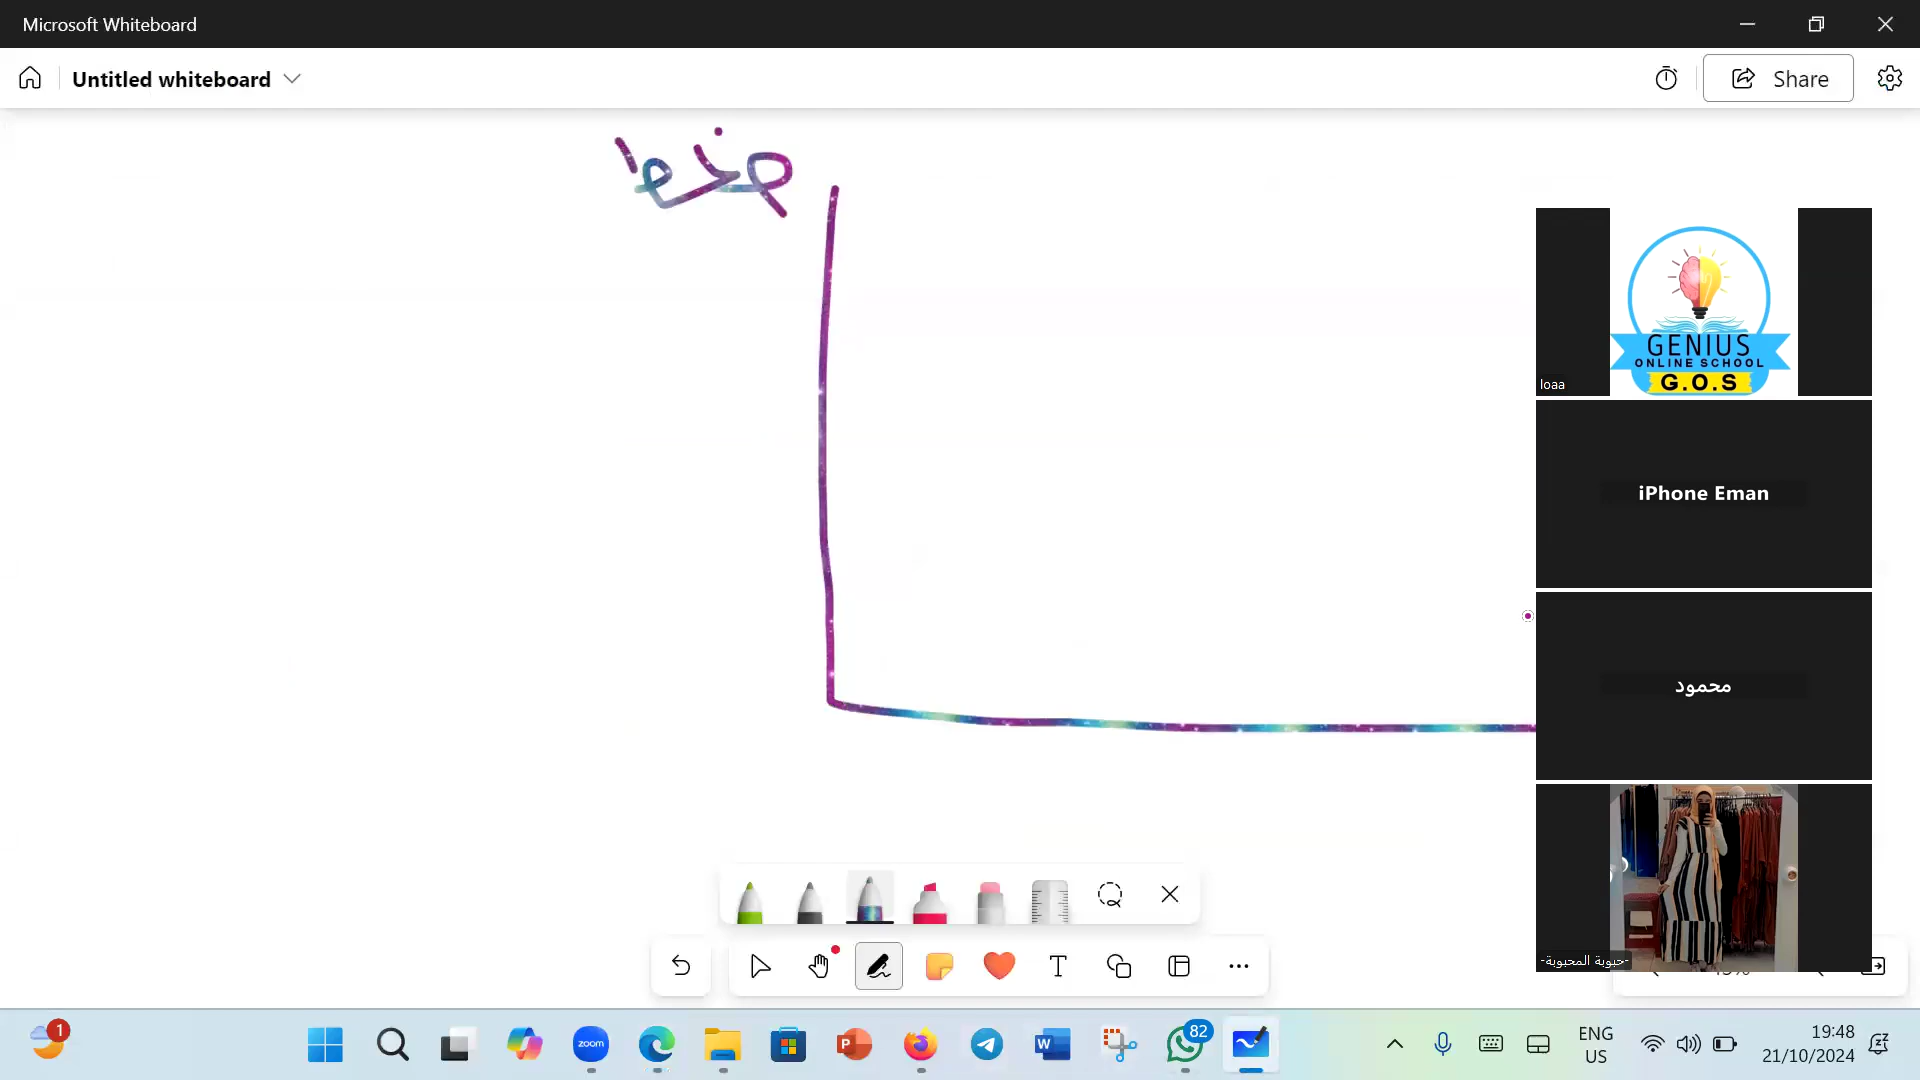 Microsoft Whiteboard
Untitled whiteboard
Share
GENIUS
ONLINE SCHOOL
G.O.S
loaa
iPhone Eman
محمود
-حبوبة المحبوبة-
1
zoom
P
W
82
ENG
US
19:48
21/10/2024